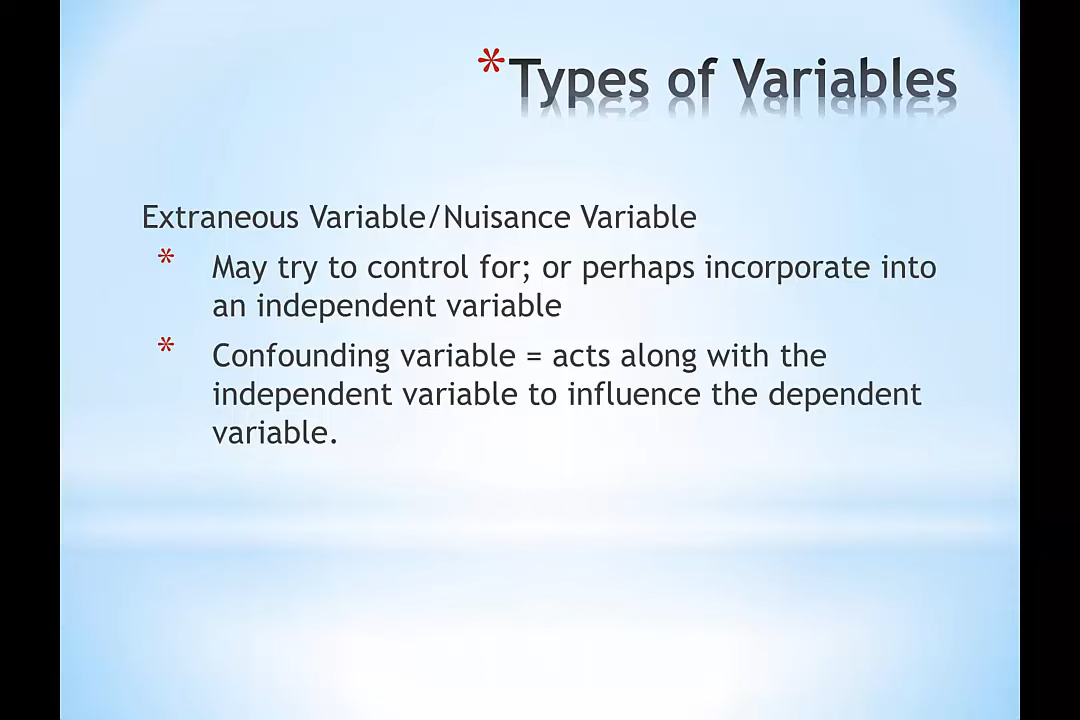 *Types of Variables
Extraneous Variable/Nuisance Variable
* May try to control for; or perhaps incorporate into
an independent variable
* Confounding variable = acts along with the
independent variable to influence the dependent
variable.